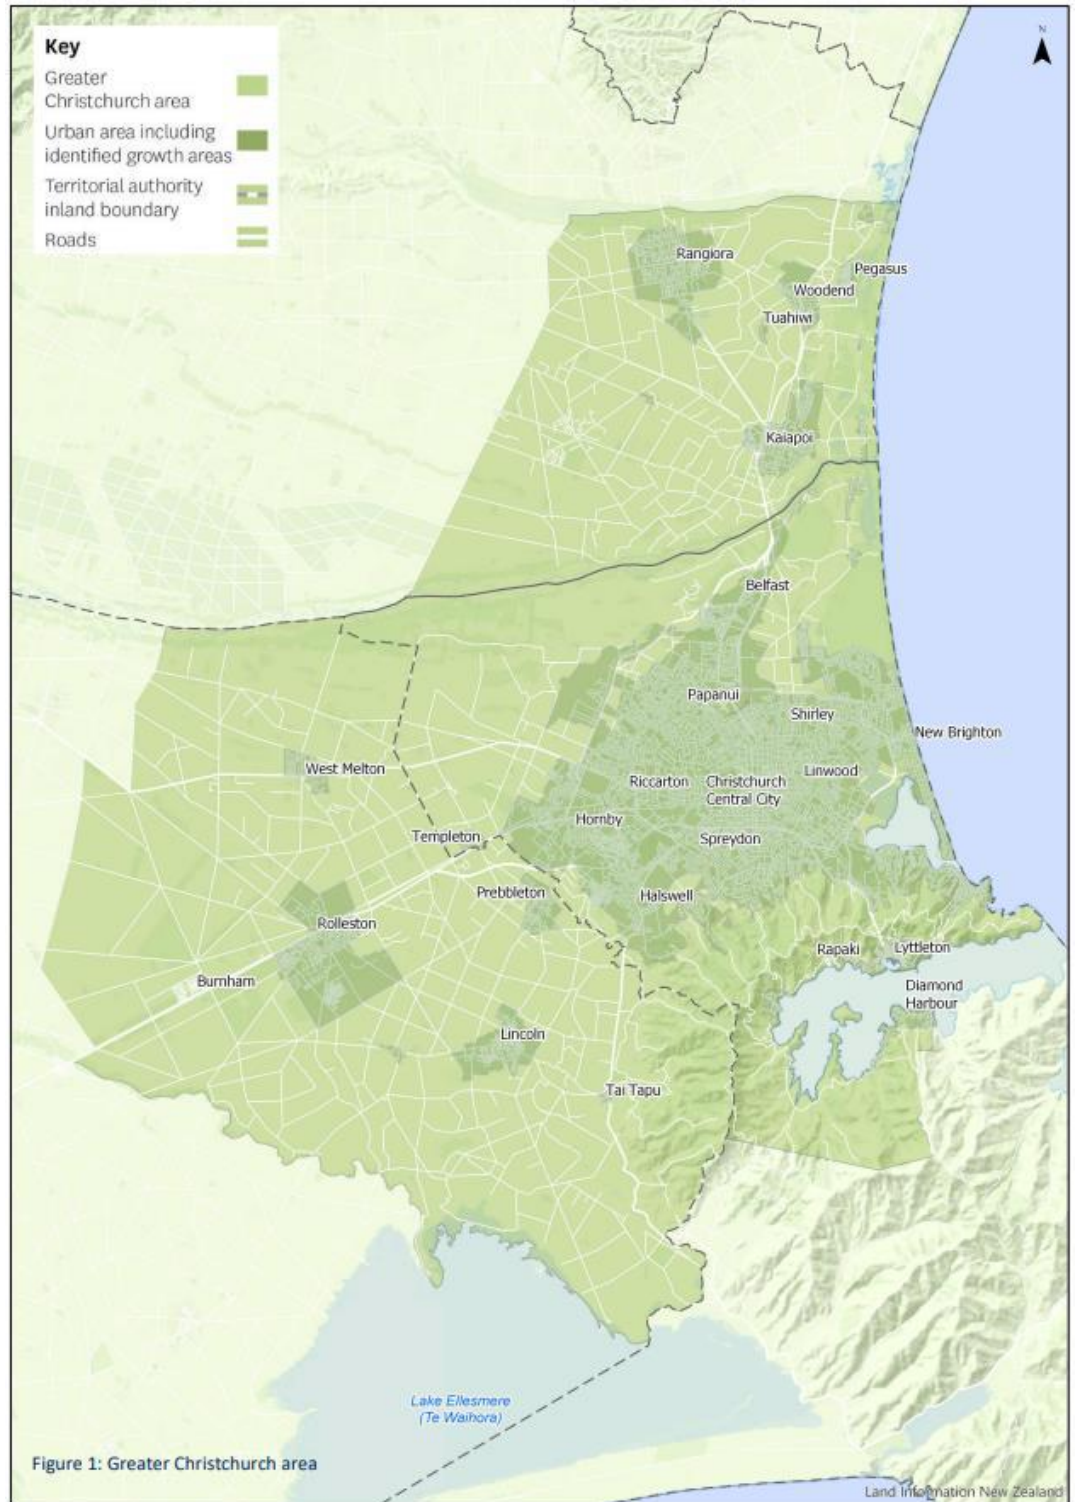 Key
Greater
Christchurch area
Urban area including
identified growth areas
Territorial authority
inland boundary
Roads
N
Rangiora
Pegasus
Woodend
Tuahiwi
Kaiapoi
Belfast
Papanui
Shirley
New Brighton
West Melton
Riccarton
Christchurch
Central City
Linwood
Hornby
Templeton
Spreydon
Prebbleton
Halswell
Rolleston
Rapaki
Lyttleton
Burnham
Diamond
Harbour
Lincoln
Tai Tapu
Lake Ellesmere
(Te Waihora)
Figure 1: Greater Christchurch area
Land Information New Zealand